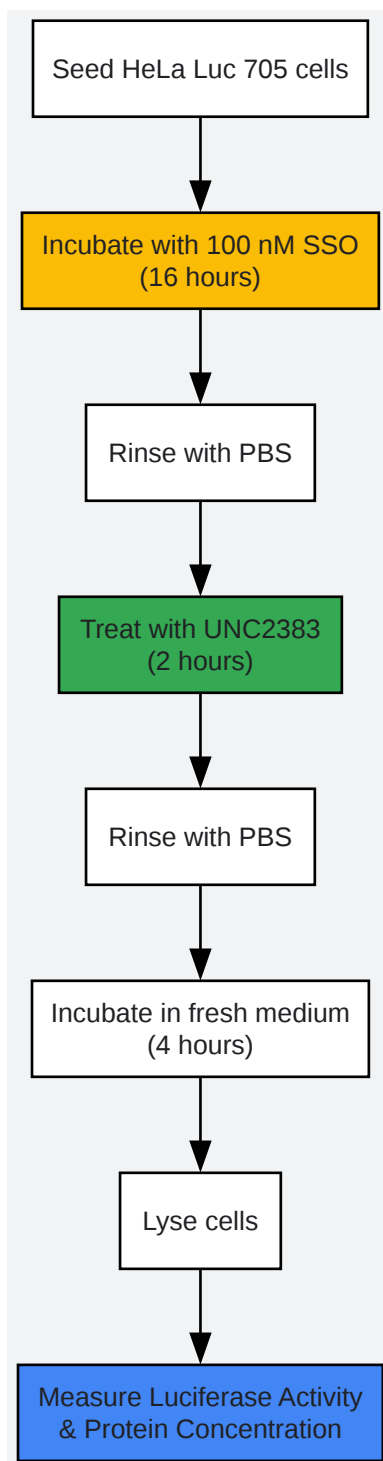 Seed HeLa Luc 705 cells
Incubate with 100 nM SSO
(16 hours)
Rinse with PBS
Treat with UNC2383
(2 hours)
Rinse with PBS
Incubate in fresh medium
(4 hours)
Lyse cells
Measure Luciferase Activity
& Protein Concentration